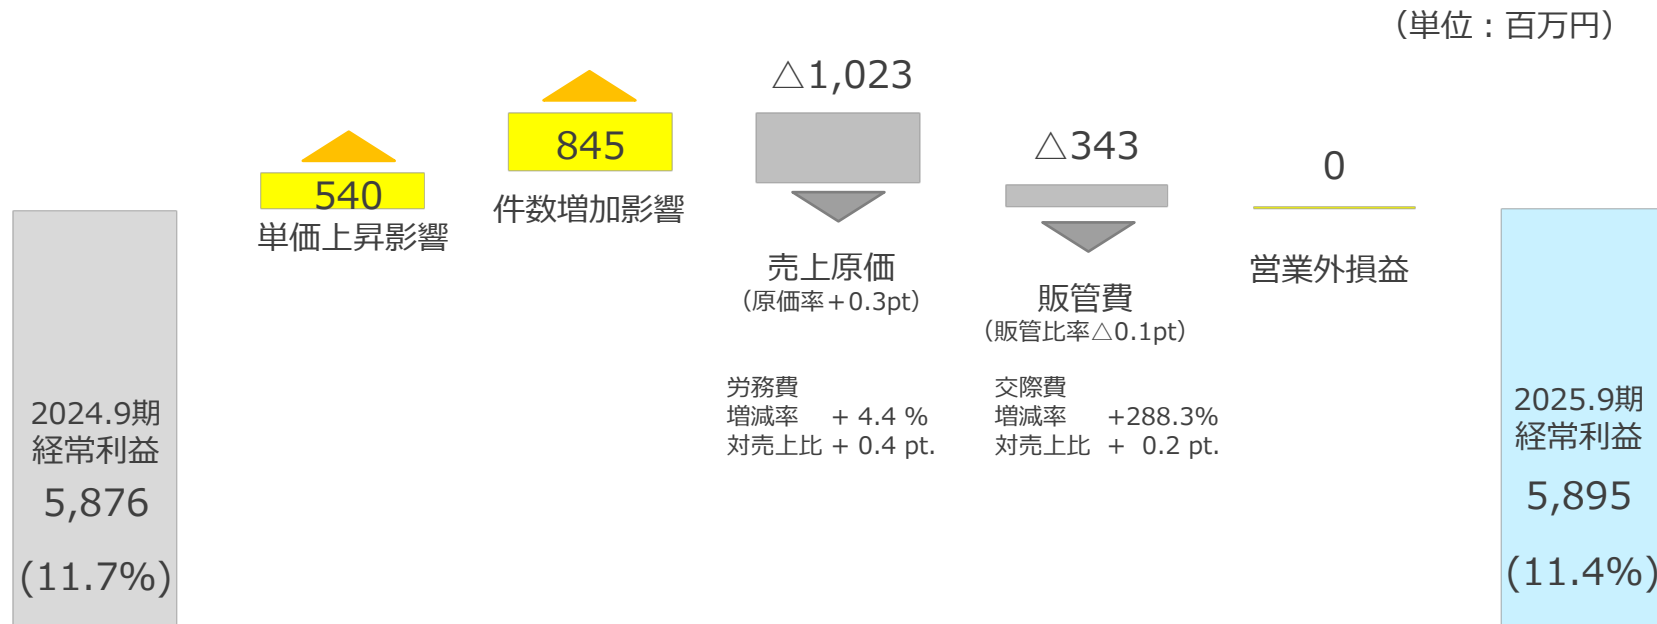 （単位：百万円）
540
単価上昇影響
845
件数増加影響
△1,023
売上原価
（原価率＋0.3pt）
労務費
増減率 + 4.4 %
対売上比 + 0.4 pt.
△343
販管費
（販管比率△0.1pt）
交際費
増減率 +288.3%
対売上比 + 0.2 pt.
0
営業外損益
2024.9期
経常利益
5,876
(11.7%)
2025.9期
経常利益
5,895
(11.4%)